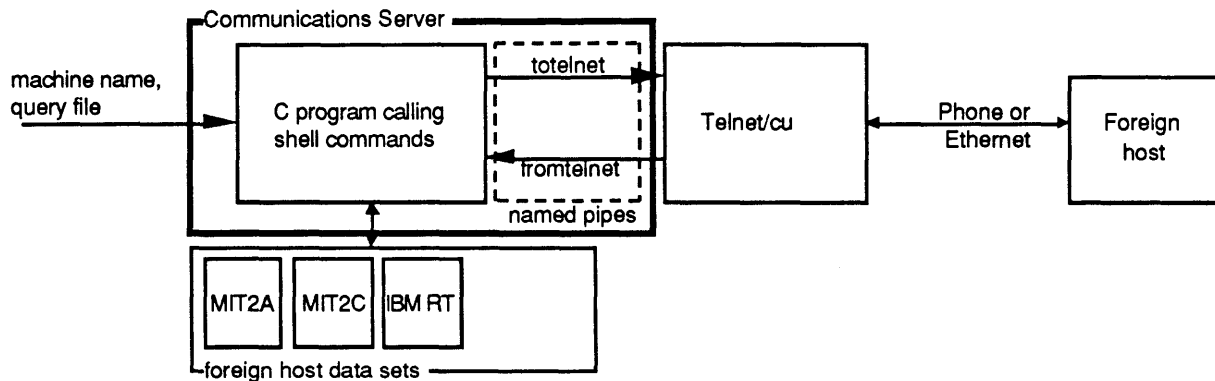 Communications Server
machine name,
query file
C program calling
shell commands
totelnet
fromtelnet
named pipes
Telnet/cu
Phone or
Ethernet
Foreign
host
MIT2A
MIT2C
IBM RT
foreign host data sets